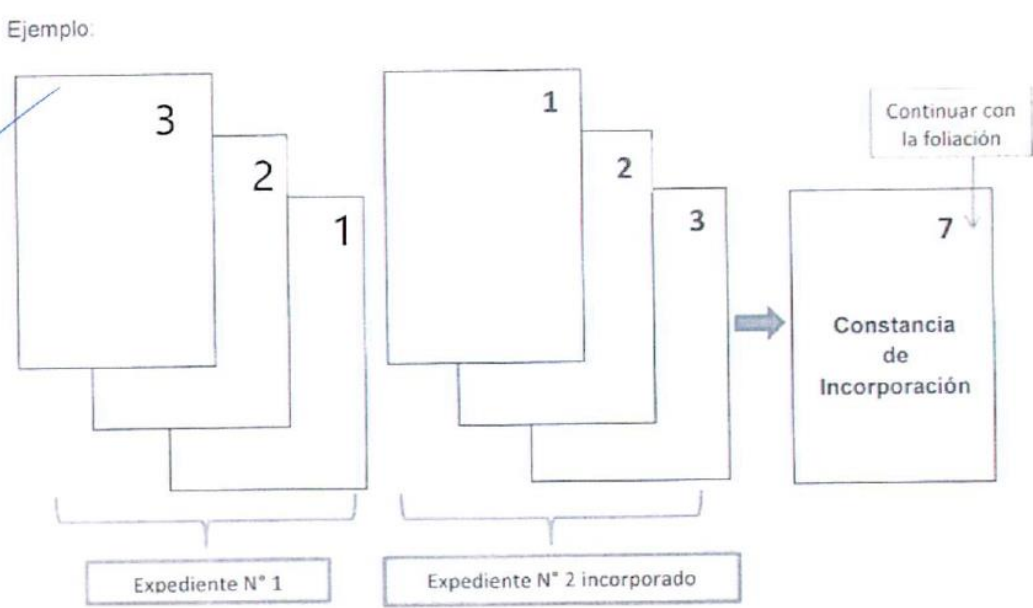 Ejemplo:
3
2
1
1
2
3
Continuar con
la foliación
7
Constancia
de
Incorporación
Expediente N° 1
Expediente N° 2 incorporado